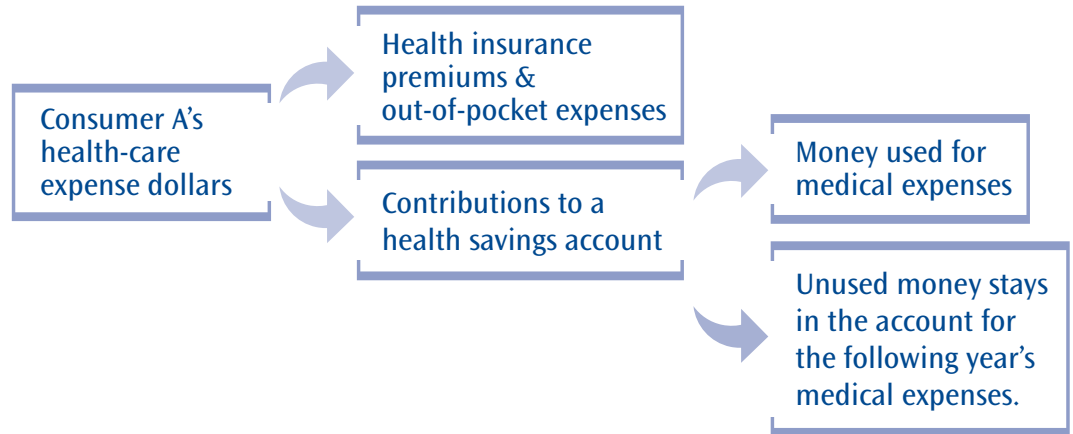 Consumer A’s
health-care
expense dollars
Health insurance
premiums &
out-of-pocket expenses
Contributions to a
health savings account
Money used for
medical expenses
Unused money stays
in the account for
the following year’s
medical expenses.